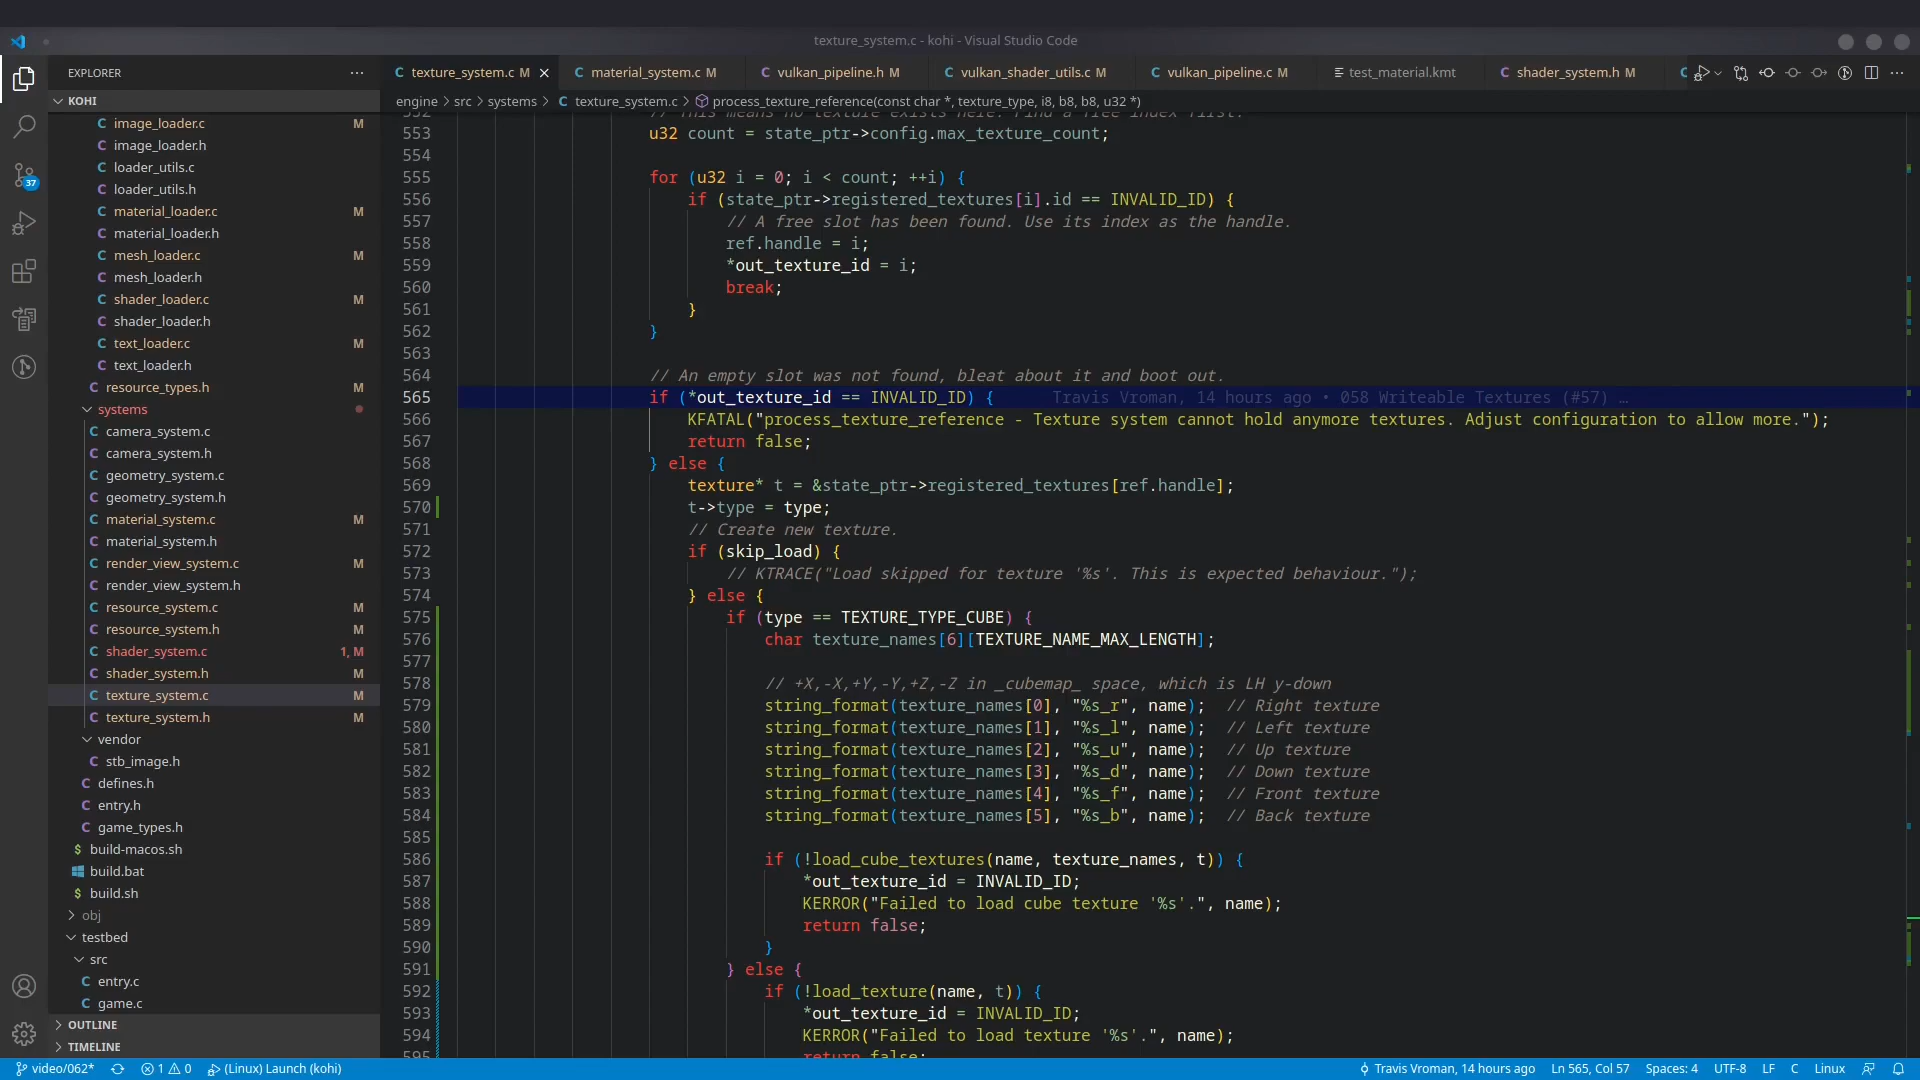 texture_system.c - kohi - Visual Studio Code
EXPLORER
texture_system.c M
material_system.c M
vulkan_pipeline.h M
vulkan_shader_utils.c M
vulkan_pipeline.c M
test_material.kmt
shader_system.h M
KOHI
engine > src > systems > C texture_system.c > process_texture_reference(const char *, texture_type, i8, b8, b8, u32 *)
image_loader.c M
image_loader.h
loader_utils.c
loader_utils.h
material_loader.c M
material_loader.h
mesh_loader.c M
mesh_loader.h
shader_loader.c M
shader_loader.h
text_loader.c M
text_loader.h
resource_types.h M
systems
camera_system.c
camera_system.h
geometry_system.c
geometry_system.h
material_system.c M
material_system.h
render_view_system.c M
render_view_system.h
resource_system.c M
resource_system.h M
shader_system.c 1, M
shader_system.h M
texture_system.c M
texture_system.h M
vendor
stb_image.h
defines.h
entry.h
game_types.h
build-macos.sh
build.bat
build.sh
obj
testbed
src
entry.c
game.c
OUTLINE
TIMELINE
37
552 // This means no texture exists here. Find a free index first.
553 u32 count = state_ptr->config.max_texture_count;
554
555 for (u32 i = 0; i < count; ++i) {
556 if (state_ptr->registered_textures[i].id == INVALID_ID) {
557 // A free slot has been found. Use its index as the handle.
558 ref.handle = i;
559 *out_texture_id = i;
560 break;
561 }
562 }
563
564 // An empty slot was not found, bleat about it and boot out.
565 if (*out_texture_id == INVALID_ID) { Travis Vroman, 14 hours ago • 058 Writeable Textures (#57) …
566 KFATAL("process_texture_reference - Texture system cannot hold anymore textures. Adjust configuration to allow more.");
567 return false;
568 } else {
569 texture* t = &state_ptr->registered_textures[ref.handle];
570 t->type = type;
571 // Create new texture.
572 if (skip_load) {
573 // KTRACE("Load skipped for texture '%s'. This is expected behaviour.");
574 } else {
575 if (type == TEXTURE_TYPE_CUBE) {
576 char texture_names[6][TEXTURE_NAME_MAX_LENGTH];
577
578 // +X,-X,+Y,-Y,+Z,-Z in _cubemap_ space, which is LH y-down
579 string_format(texture_names[0], "%s_r", name); // Right texture
580 string_format(texture_names[1], "%s_l", name); // Left texture
581 string_format(texture_names[2], "%s_u", name); // Up texture
582 string_format(texture_names[3], "%s_d", name); // Down texture
583 string_format(texture_names[4], "%s_f", name); // Front texture
584 string_format(texture_names[5], "%s_b", name); // Back texture
585
586 if (!load_cube_textures(name, texture_names, t)) {
587 *out_texture_id = INVALID_ID;
588 KERROR("Failed to load cube texture '%s'.", name);
589 return false;
590 }
591 } else {
592 if (!load_texture(name, t)) {
593 *out_texture_id = INVALID_ID;
594 KERROR("Failed to load texture '%s'.", name);
595 return false;
video/062* 1 0 (Linux) Launch (kohi)
Travis Vroman, 14 hours ago Ln 565, Col 57 Spaces: 4 UTF-8 LF C Linux